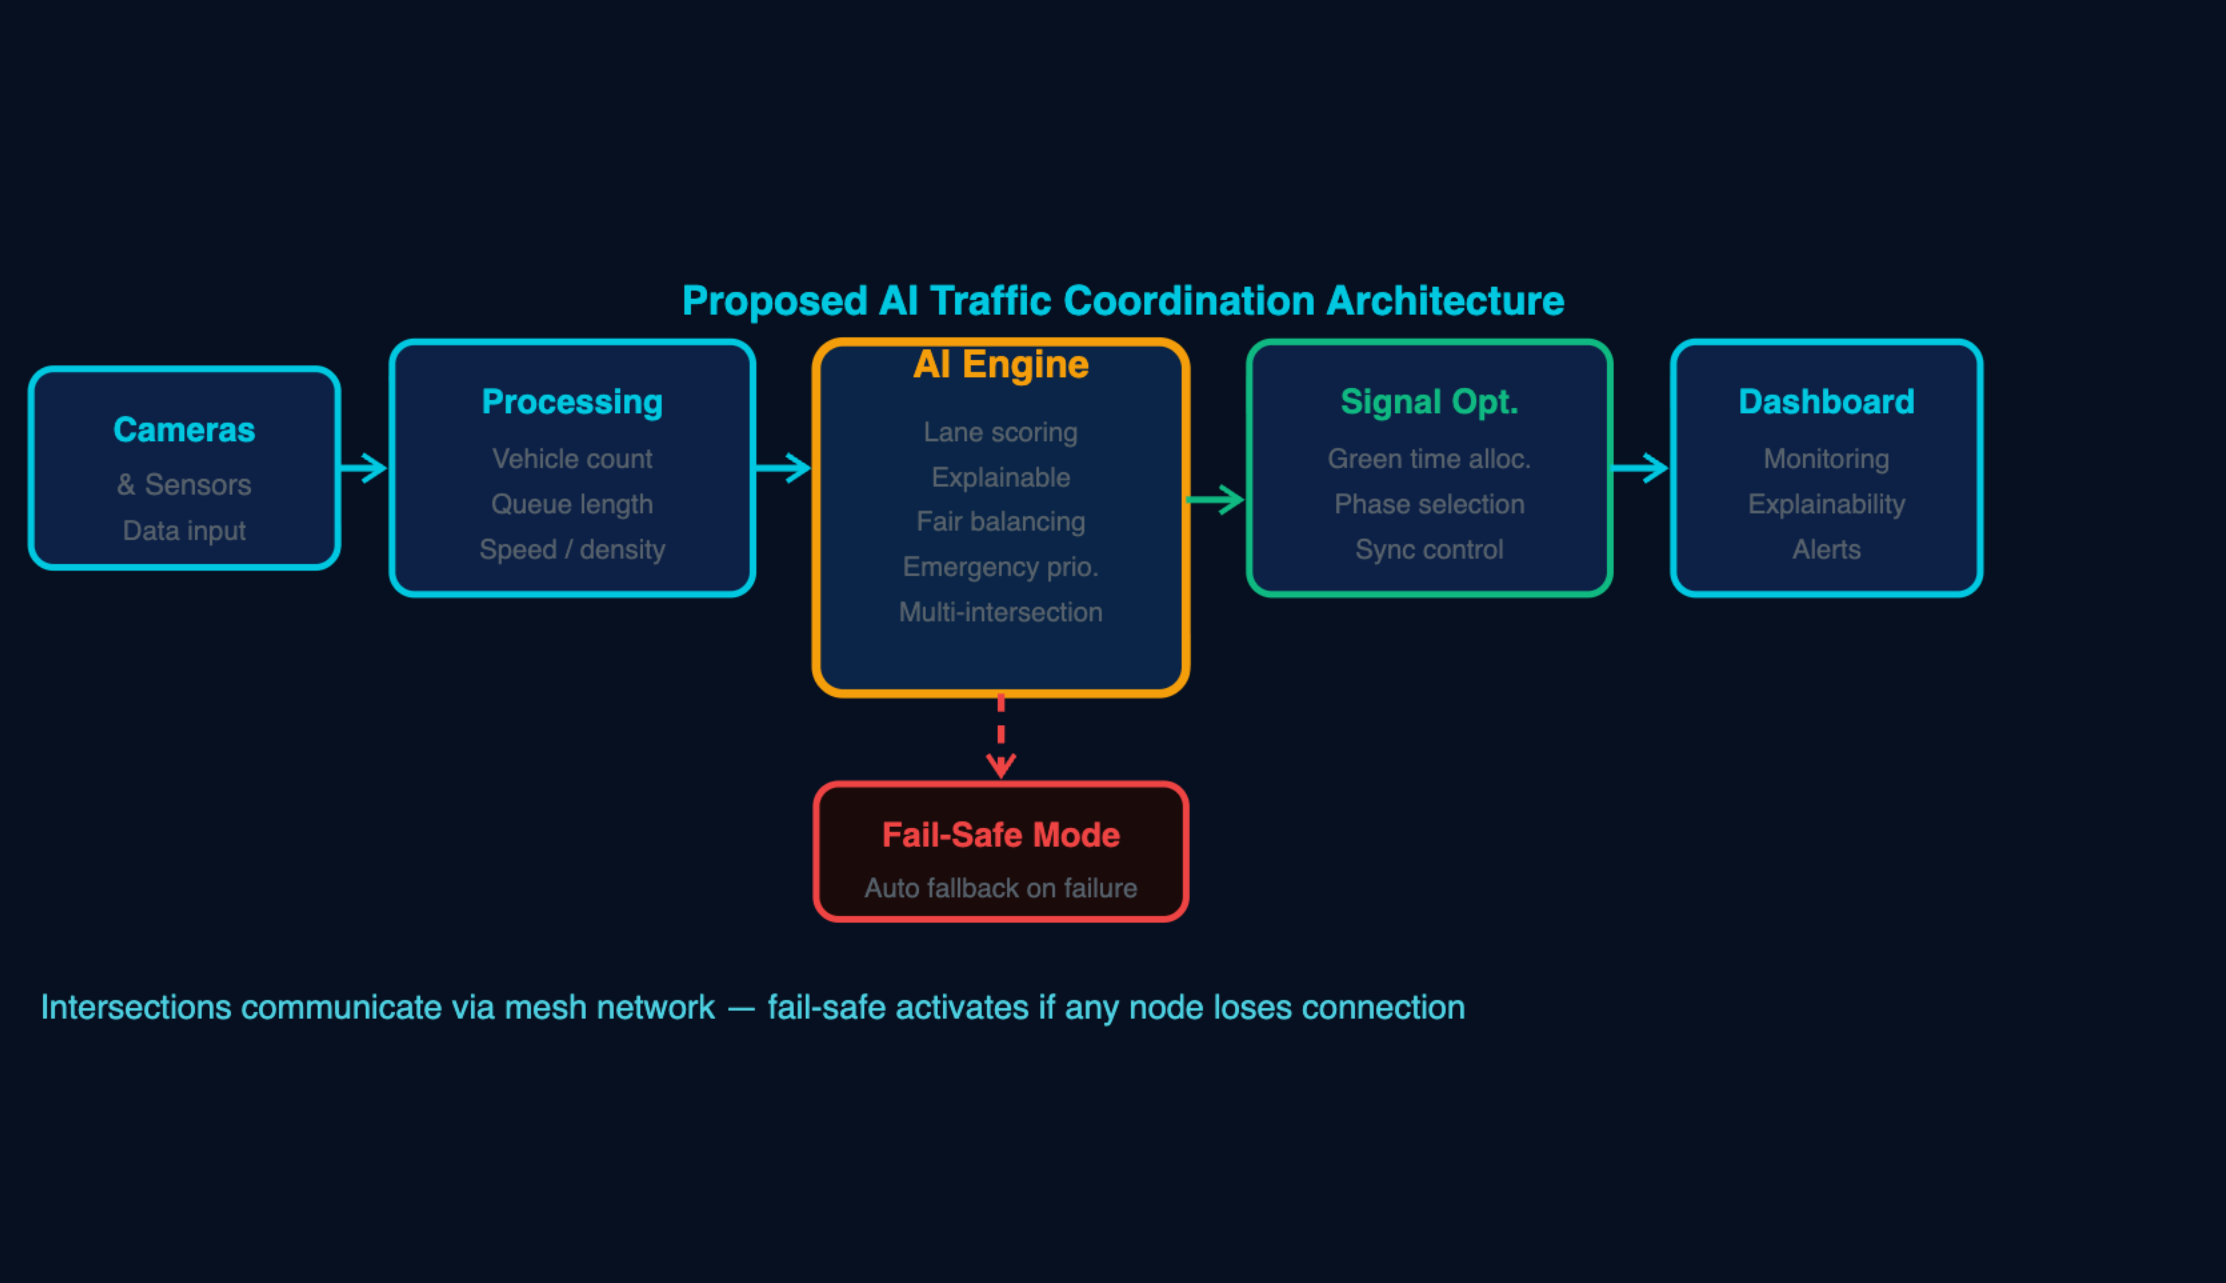 Proposed AI Traffic Coordination Architecture
Cameras
& Sensors
Data input
Processing
Vehicle count
Queue length
Speed / density
AI Engine
Lane scoring
Explainable
Fair balancing
Emergency prio.
Multi-intersection
Signal Opt.
Green time alloc.
Phase selection
Sync control
Dashboard
Monitoring
Explainability
Alerts
Fail-Safe Mode
Auto fallback on failure
Intersections communicate via mesh network — fail-safe activates if any node loses connection